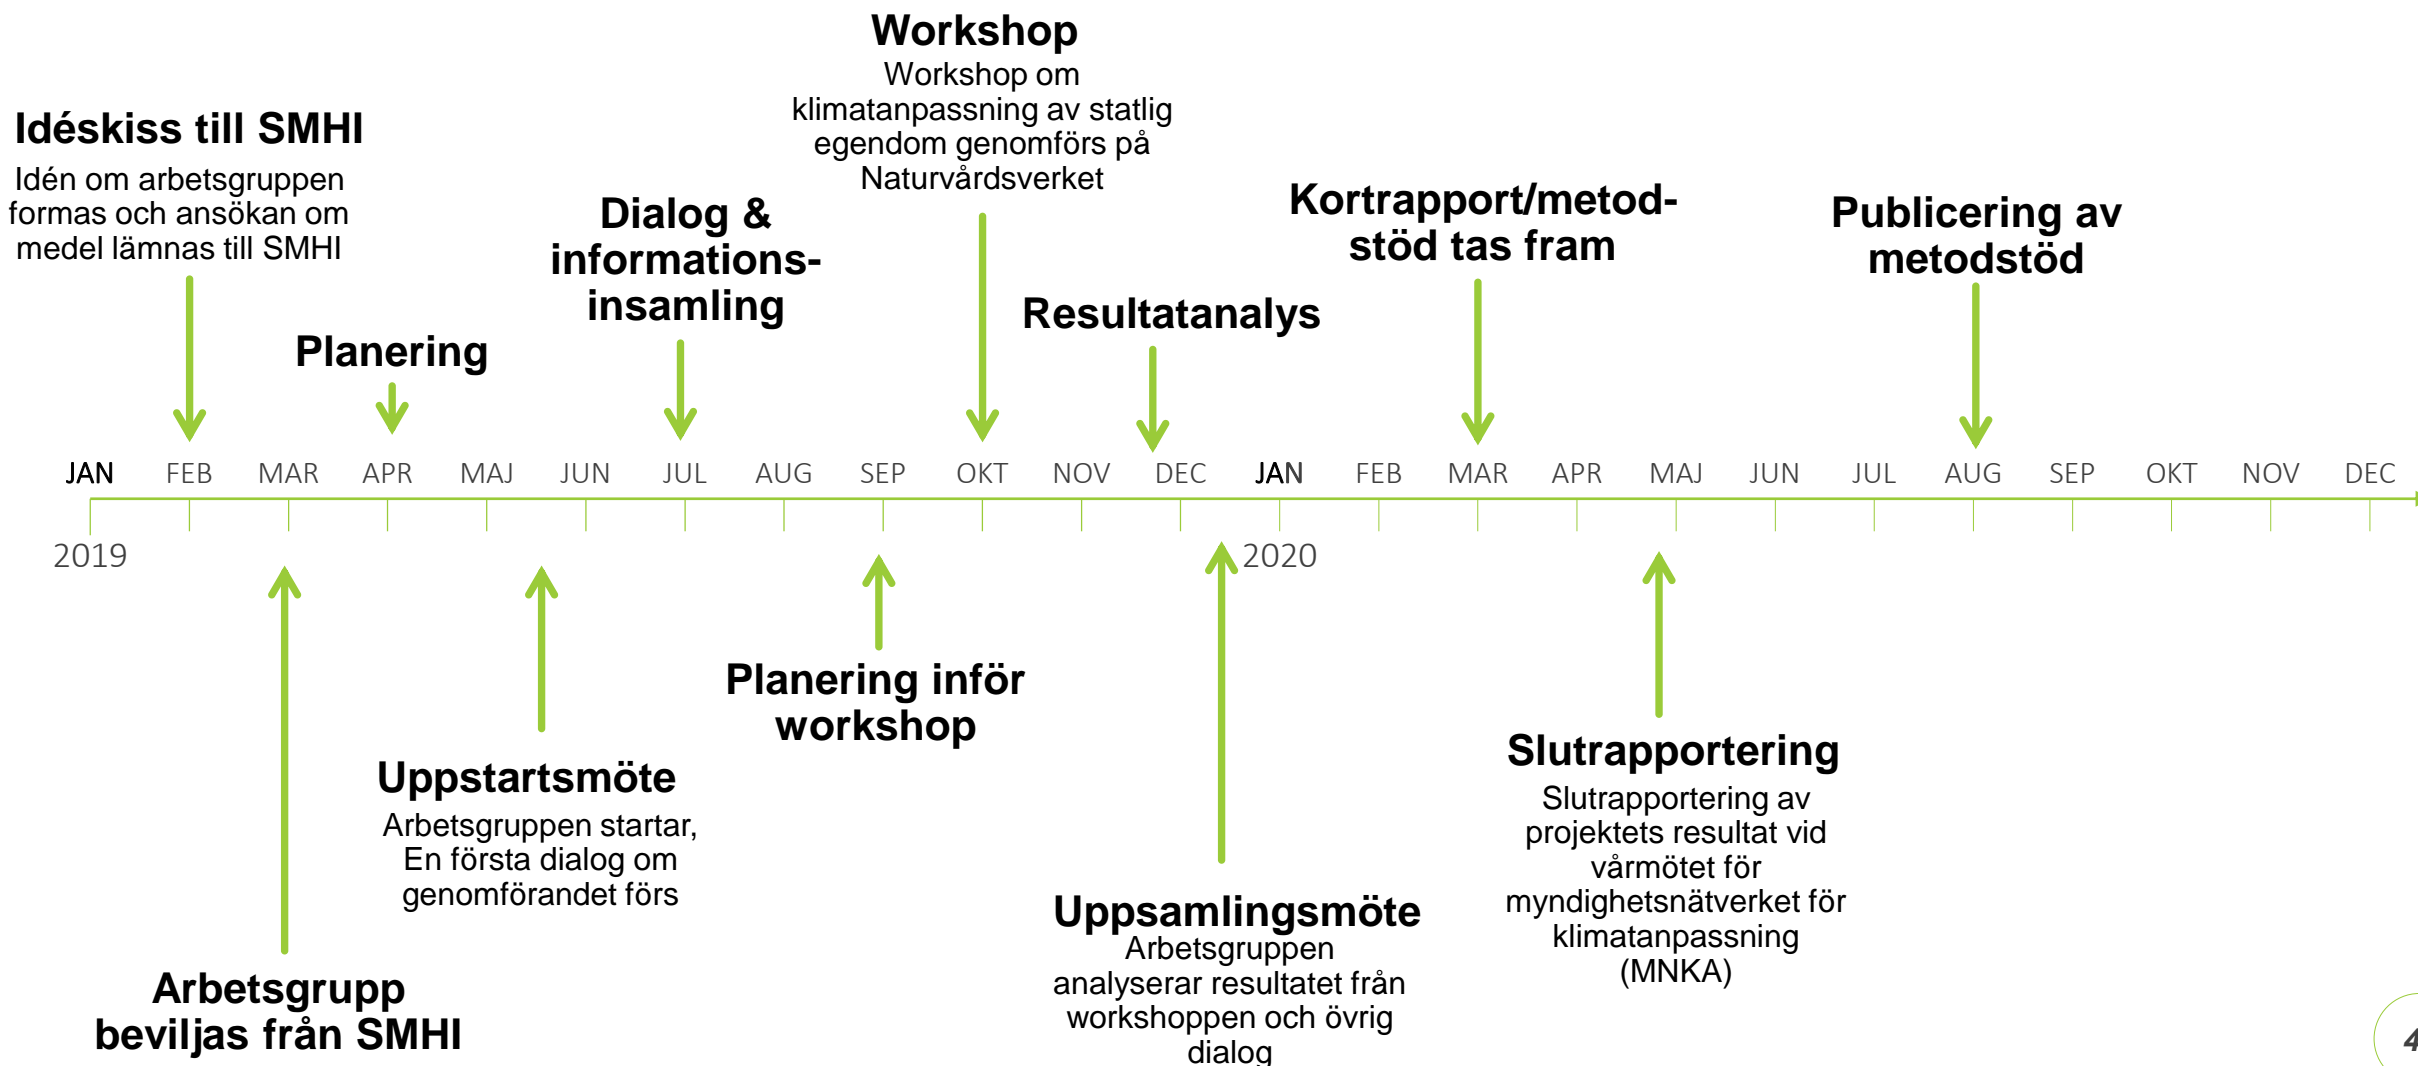 Workshop
Workshop om
klimatanpassning av statlig
egendom genomförs på
Naturvårdsverket
Idéskiss till SMHI
Idén om arbetsgruppen
formas och ansökan om
medel lämnas till SMHI
Planering
Dialog &
informations-
insamling
Resultatanalys
Kortrapport/metod-
stöd tas fram
Publicering av
metodstöd
JAN FEB MAR APR MAJ JUN JUL AUG SEP OKT NOV DEC JAN FEB MAR APR MAJ JUN JUL AUG SEP OKT NOV DEC
2019 2020
Arbetsgrupp
beviljas från SMHI
Uppstartsmöte
Arbetsgruppen startar,
En första dialog om
genomförandet förs
Planering inför
workshop
Uppsamlingsmöte
Arbetsgruppen
analyserar resultatet från
workshoppen och övrig
dialog
Slutrapportering
Slutrapportering av
projektets resultat vid
vårmötet för
myndighetsnätverket för
klimatanpassning
(MNKA)
4